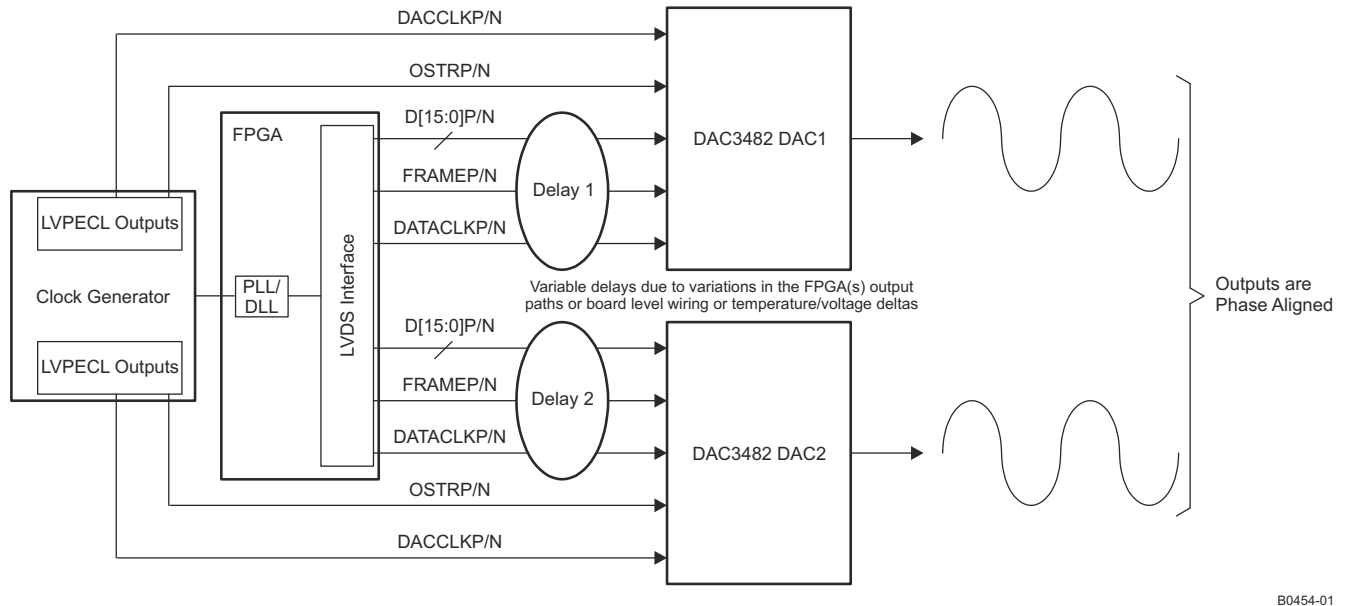 DACCLKP/N
OSTRP/N
D[15:0]P/N
FPGA
DAC3482 DAC1
FRAMEP/N
Delay 1
LVPECL Outputs
DATACLKP/N
LVDS Interface
Clock Generator
PLL/
DLL
Variable delays due to variations in the FPGA(s) output
paths or board level wiring or temperature/voltage deltas
Outputs are
Phase Aligned
D[15:0]P/N
LVPECL Outputs
FRAMEP/N
Delay 2
DATACLKP/N
DAC3482 DAC2
OSTRP/N
DACCLKP/N
B0454-01